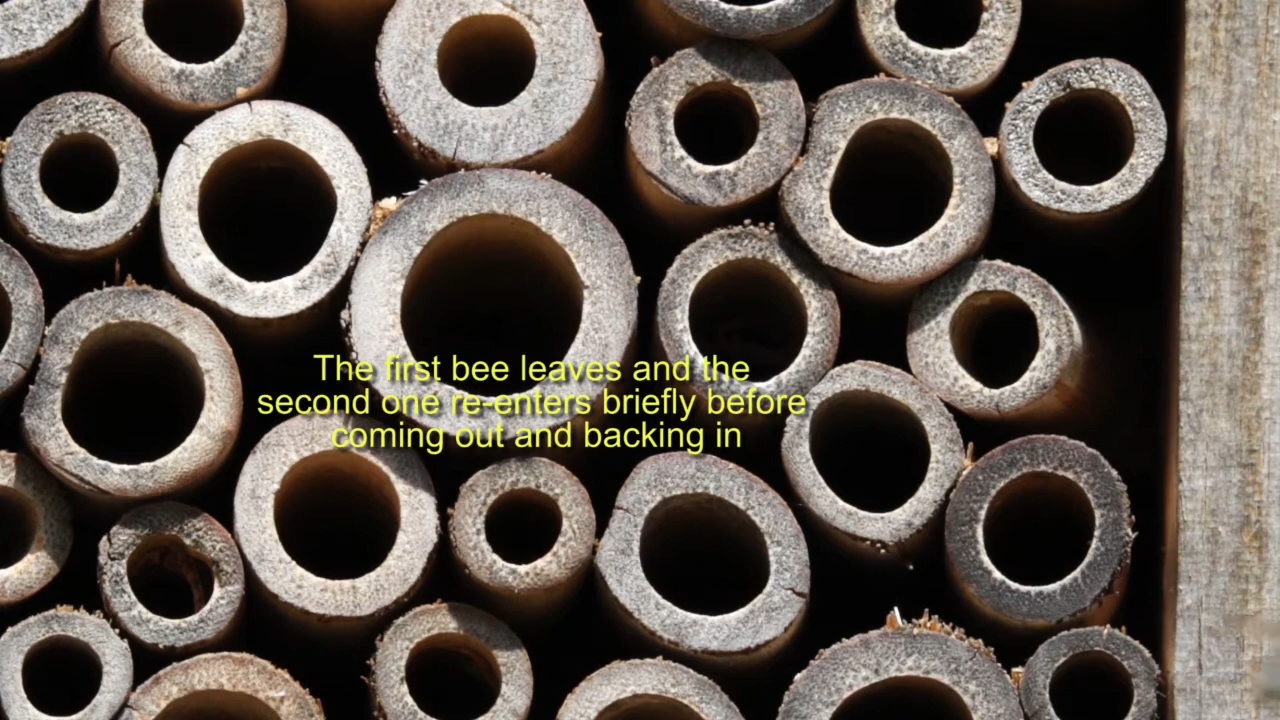 The first bee leaves and the
second one re-enters briefly before
coming out and backing in